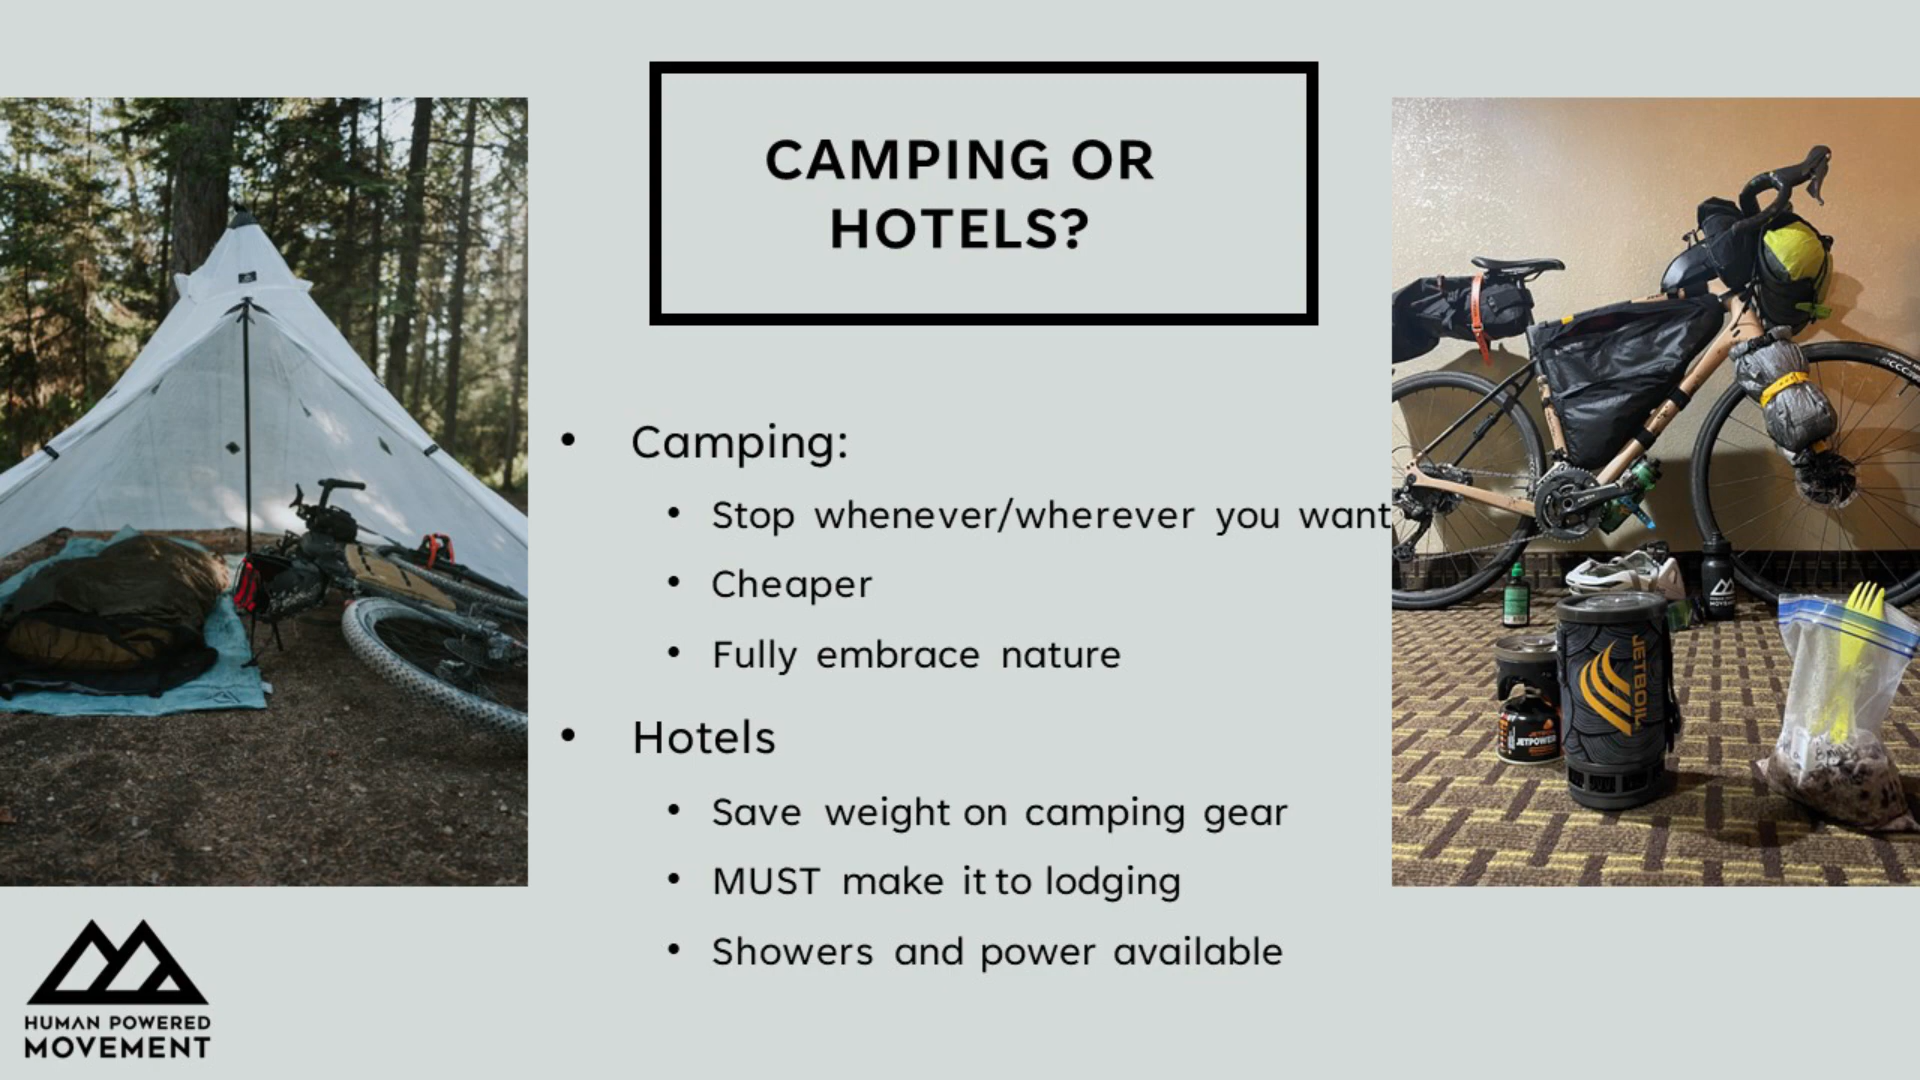 CAMPING OR
HOTELS?
• Camping:
• Stop whenever/wherever you want
• Cheaper
• Fully embrace nature
• Hotels
• Save weight on camping gear
• MUST make it to lodging
• Showers and power available
JETBOIL
JETPOWER
HUMAN POWERED
MOVEMENT